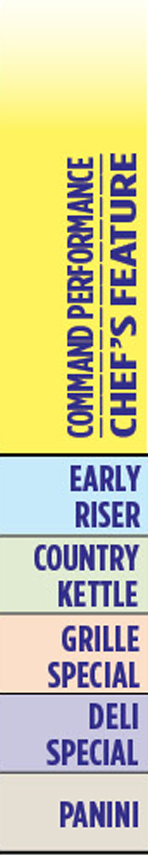 COMMAND PERFORMANCE
CHEF'S FEATURE
EARLY
RISER
COUNTRY
KETTLE
GRILLE
SPECIAL
DELI
SPECIAL
PANINI